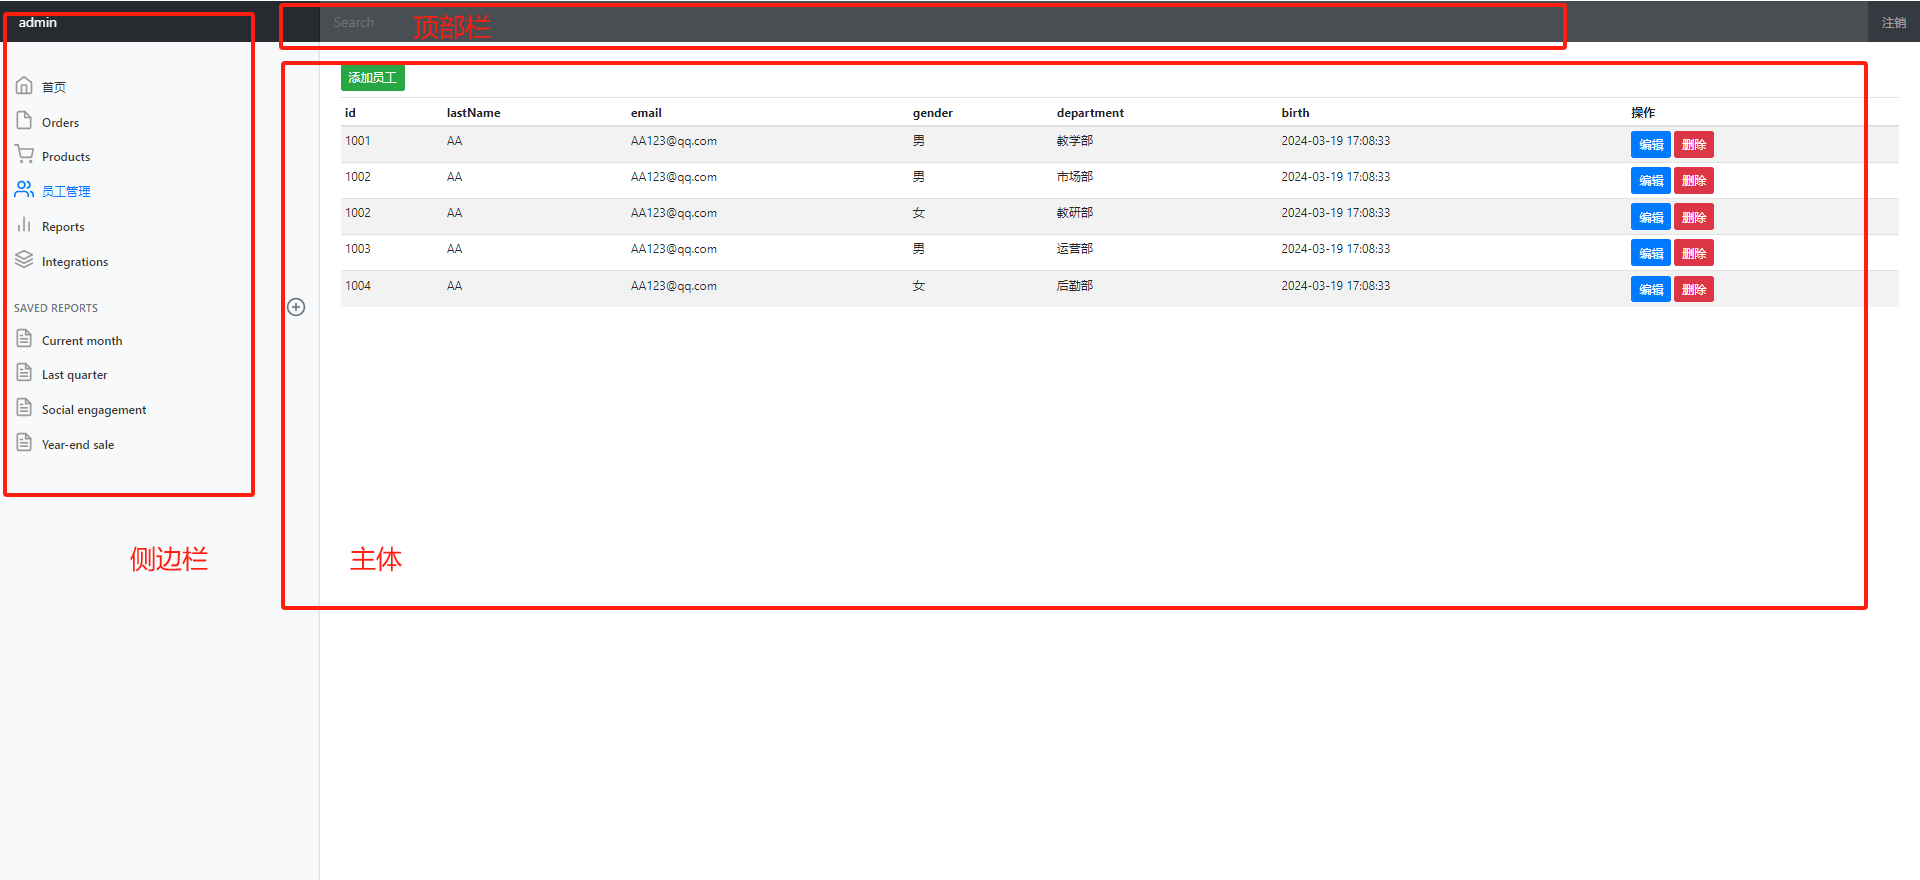 admin
Search
顶部栏
注销
首页
Orders
Products
员工管理
Reports
Integrations
SAVED REPORTS
Current month
Last quarter
Social engagement
Year-end sale
侧边栏
添加员工
id lastName email gender department birth 操作
1001 AA AA123@qq.com 男 教学部 2024-03-19 17:08:33 编辑 删除
1002 AA AA123@qq.com 男 市场部 2024-03-19 17:08:33 编辑 删除
1002 AA AA123@qq.com 女 教研部 2024-03-19 17:08:33 编辑 删除
1003 AA AA123@qq.com 男 运营部 2024-03-19 17:08:33 编辑 删除
1004 AA AA123@qq.com 女 后勤部 2024-03-19 17:08:33 编辑 删除
主体